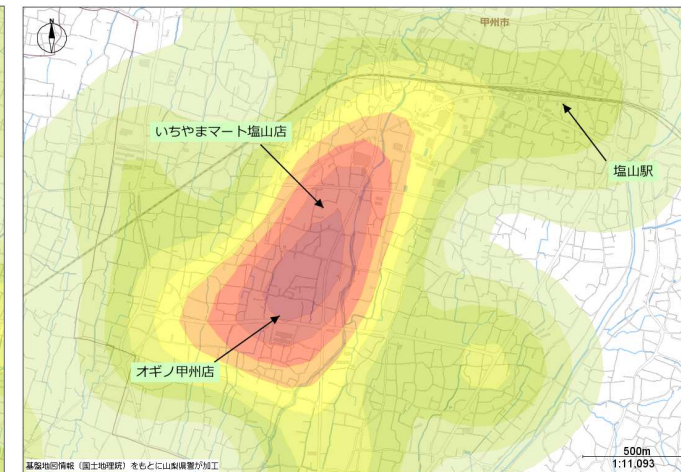 N
甲州市
いちやまマート塩山店
塩山駅
オギノ甲州店
基盤地図情報（国土地理院）をもとに山梨県警が加工
500m
1:11,093